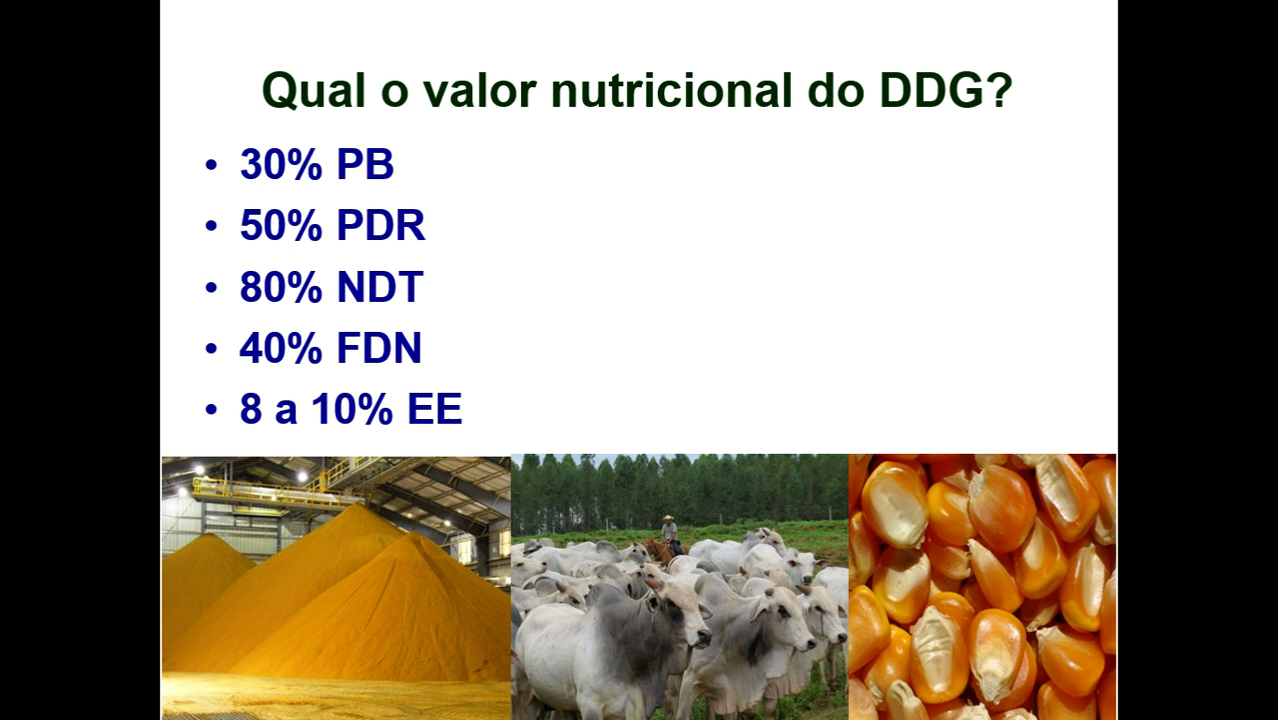 Qual o valor nutricional do DDG?
• 30% PB
• 50% PDR
• 80% NDT
• 40% FDN
• 8 a 10% EE